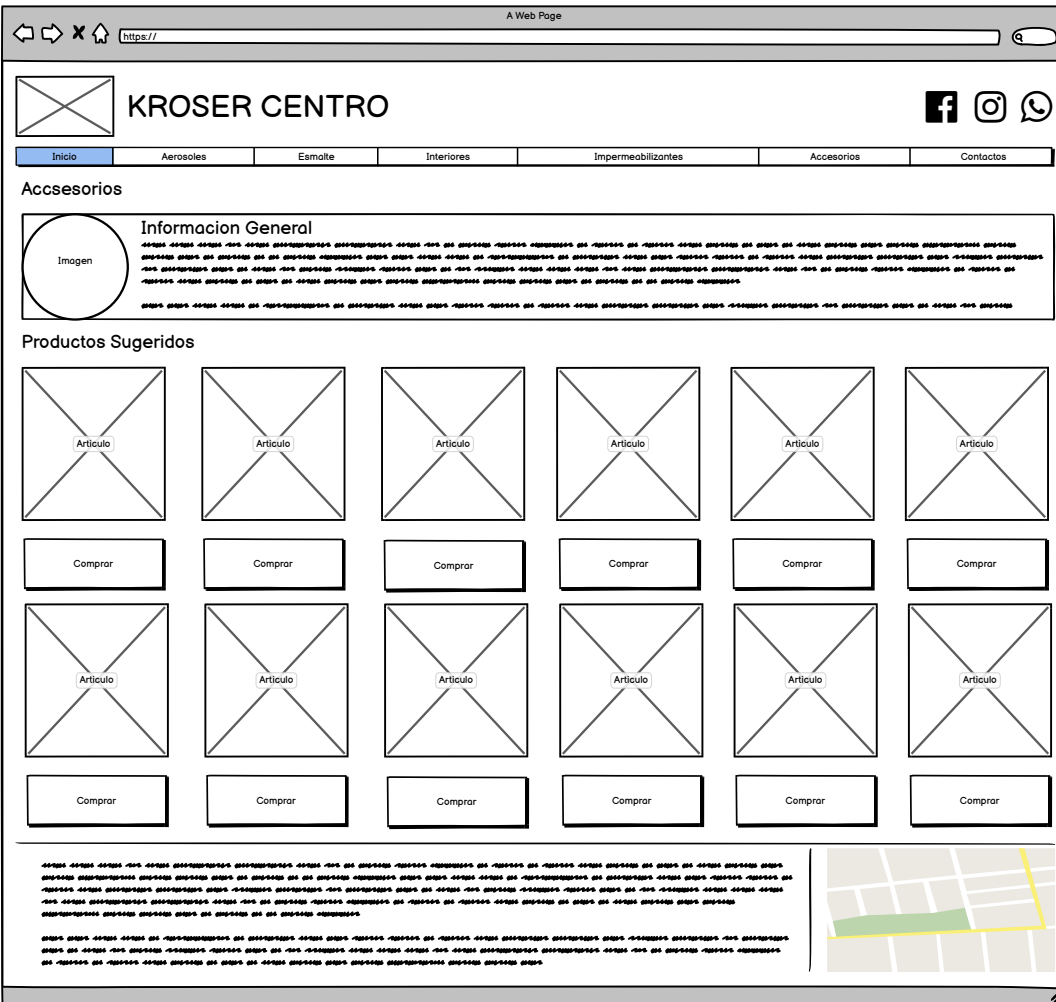 A Web Page
https://
KROSER CENTRO
Inicio Aerosoles Esmalte Interiores Impermeabilizantes Accesorios Contactos
Accsesorios
Informacion General
Imagen
Productos Sugeridos
Articulo Articulo Articulo Articulo Articulo Articulo
Comprar Comprar Comprar Comprar Comprar Comprar
Articulo Articulo Articulo Articulo Articulo Articulo
Comprar Comprar Comprar Comprar Comprar Comprar